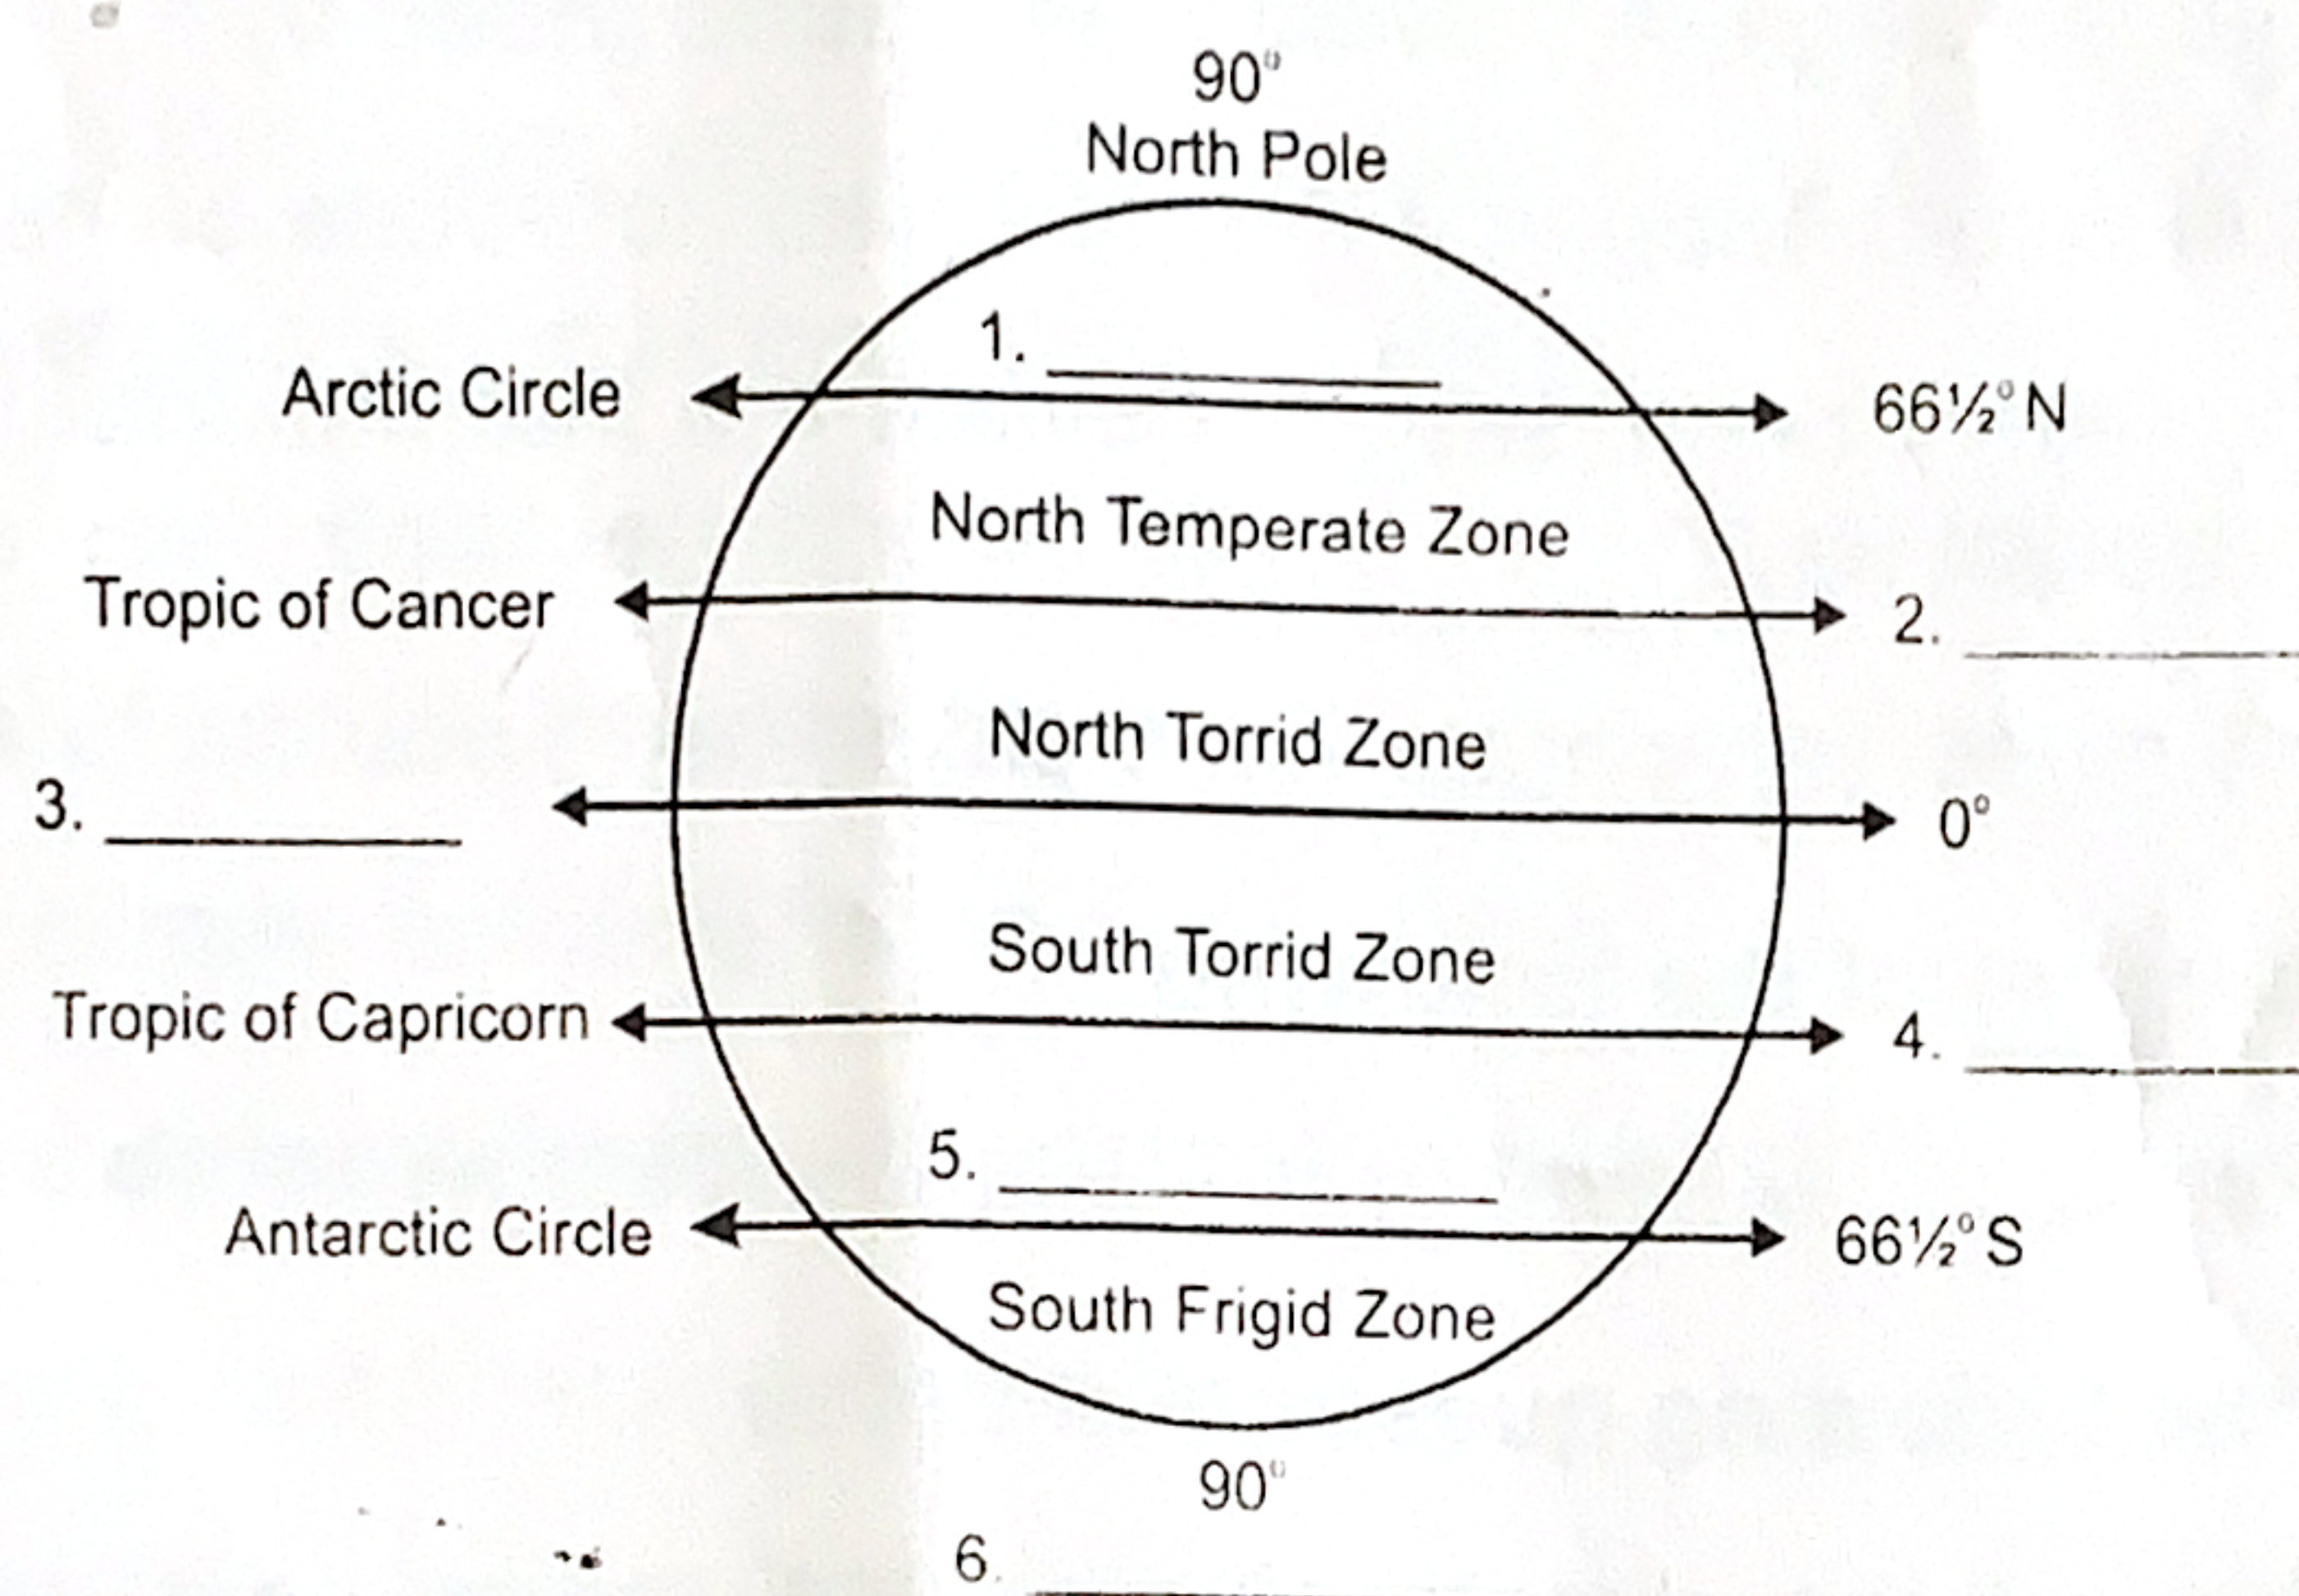 90°
North Pole
1. ____________
Arctic Circle 66½° N
North Temperate Zone
Tropic of Cancer 2. ____________
North Torrid Zone
3. ____________ 0°
South Torrid Zone
Tropic of Capricorn 4. ____________
5. ____________
Antarctic Circle 66½° S
South Frigid Zone
90°
6. ____________